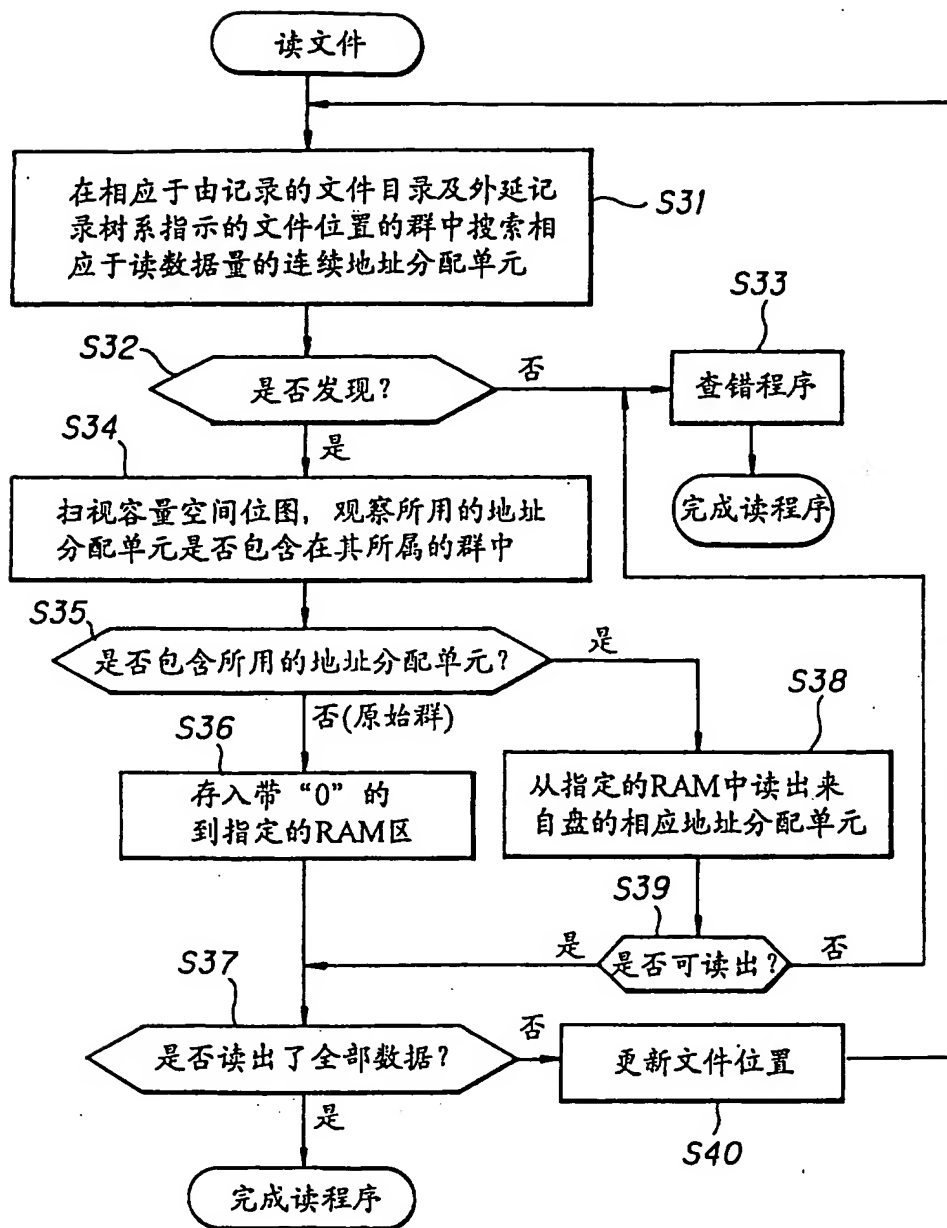 读文件
在相应于由记录的文件目录及外延记
录树系指示的文件位置的群中搜索相
应于读数据量的连续地址分配单元
S31
S32
是否发现?
否
S33
查错程序
完成读程序
是
S34
扫视容量空间位图, 观察所用的地址
分配单元是否包含在其所属的群中
S35
是否包含所用的地址分配单元?
是
否(原始群)
S36
存入带“0”的
到指定的RAM区
S38
从指定的RAM中读出来
自盘的相应地址分配单元
S39
是否可读出?
是
否
S37
是否读出了全部数据?
否
更新文件位置
S40
是
完成读程序